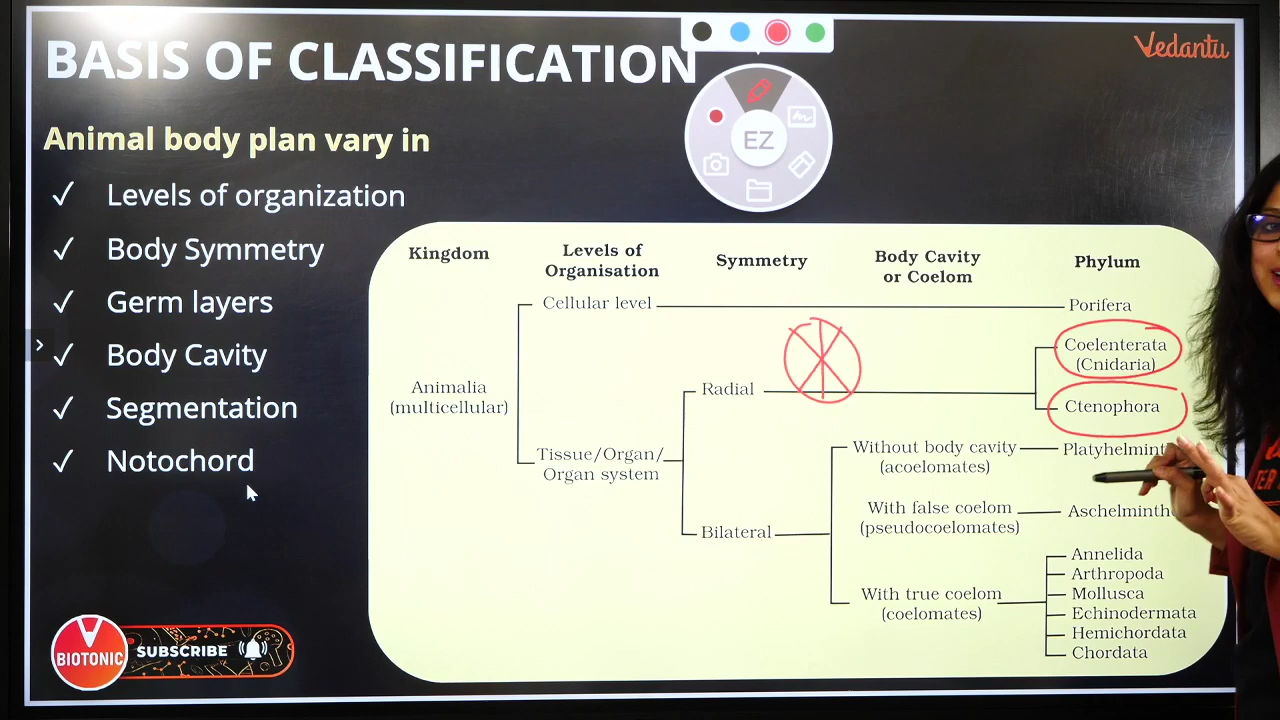 BASIS OF CLASSIFICATION
Vedantu
EZ
Animal body plan vary in
✓ Levels of organization
✓ Body Symmetry
✓ Germ layers
✓ Body Cavity
✓ Segmentation
✓ Notochord
Kingdom
Levels of
Organisation
Symmetry
Body Cavity
or Coelom
Phylum
Cellular level
Porifera
Coelenterata
(Cnidaria)
Animalia
(multicellular)
Radial
Ctenophora
Tissue/Organ/
Organ system
Without body cavity
(acoelomates)
Platyhelmint
With false coelom
(pseudocoelomates)
Aschelminth
Bilateral
With true coelom
(coelomates)
Annelida
Arthropoda
Mollusca
Echinodermata
Hemichordata
Chordata
BIOTONIC
SUBSCRIBE